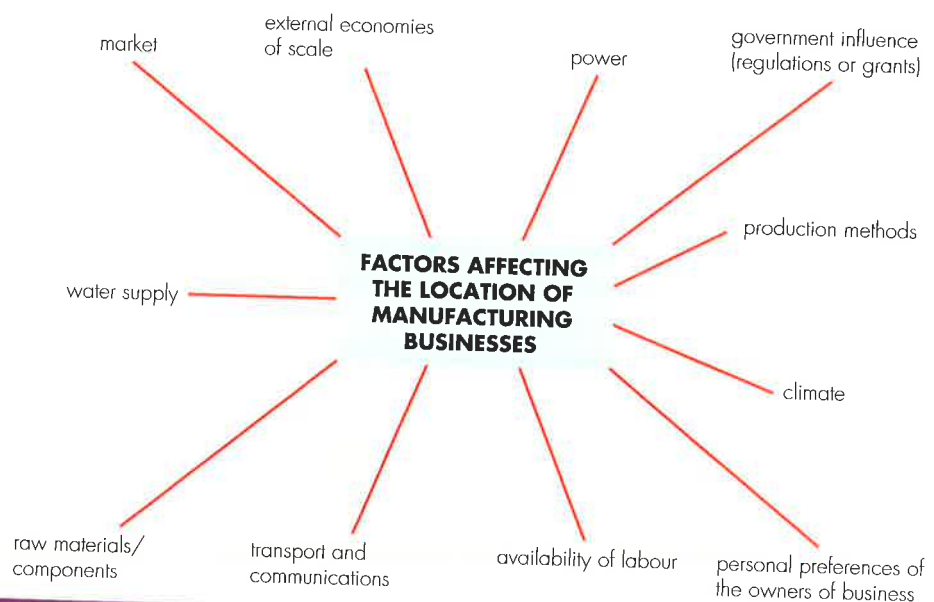 market
external economies
of scale
power
government influence
(regulations or grants)
production methods
FACTORS AFFECTING
THE LOCATION OF
MANUFACTURING
BUSINESSES
water supply
climate
raw materials/
components
transport and
communications
availability of labour
personal preferences of
the owners of business